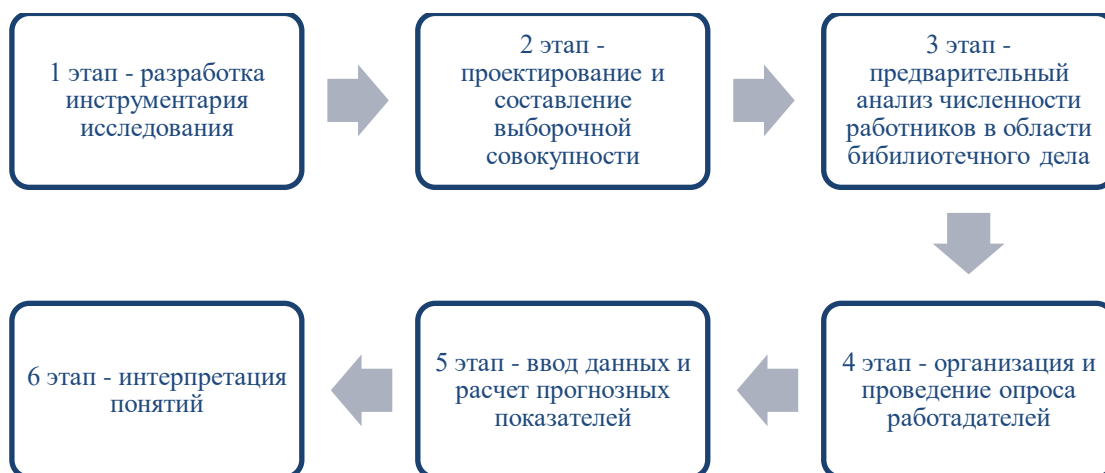 1 этап - разработка
инструментария
исследования
2 этап -
проектирование и
составление
выборочной
совокупности
3 этап -
предварительный
анализ численности
работников в области
бибилиотечного дела
4 этап - организация и
проведение опроса
работадателей
5 этап - ввод данных и
расчет прогнозных
показателей
6 этап - интерпретация
понятий